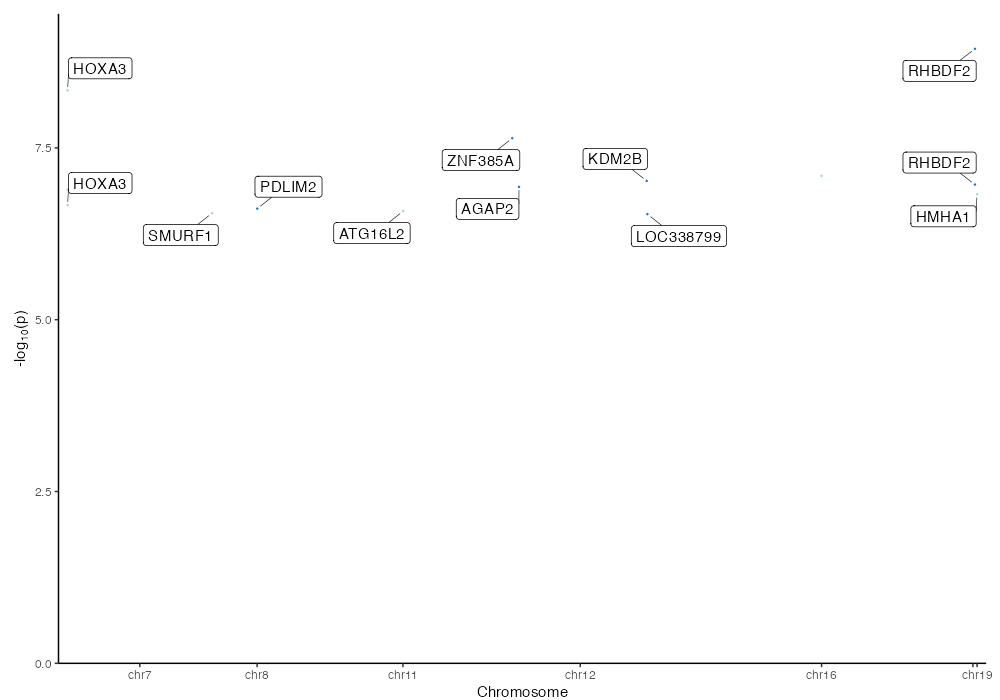 HOXA3
RHBDF2
7.5
ZNF385A
KDM2B
RHBDF2
HOXA3
PDLIM2
AGAP2
HMHA1
SMURF1
ATG16L2
LOC338799
-log10(p)
5.0
2.5
0.0
chr7
chr8
chr11
chr12
chr16
chr19
Chromosome